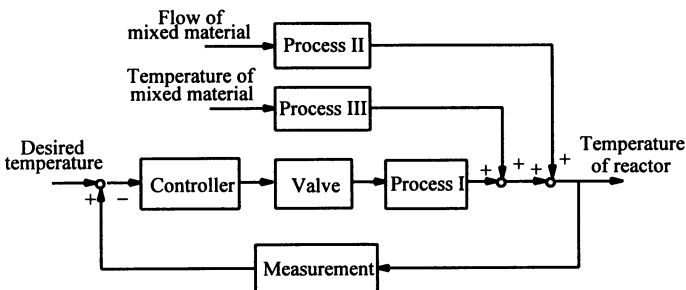 Flow of
mixed material
Process II
Temperature of
mixed material
Process III
Desired
temperature
Temperature
of reactor
+ + + + +
Controller
Valve
Process I
+ −
Measurement